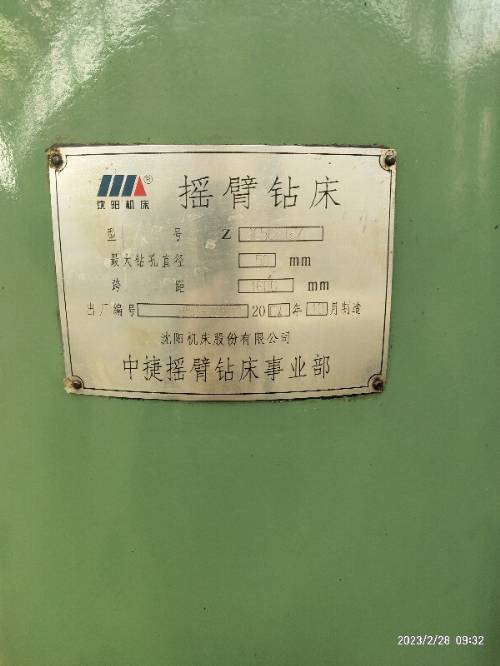 沈阳机床 ® 摇臂钻床
型 号 Z
最大钻孔直径 50 mm
跨 距 1600 mm
出厂编号 20 年 月制造
沈阳机床股份有限公司
中捷摇臂钻床事业部
2023/2/28 09:32